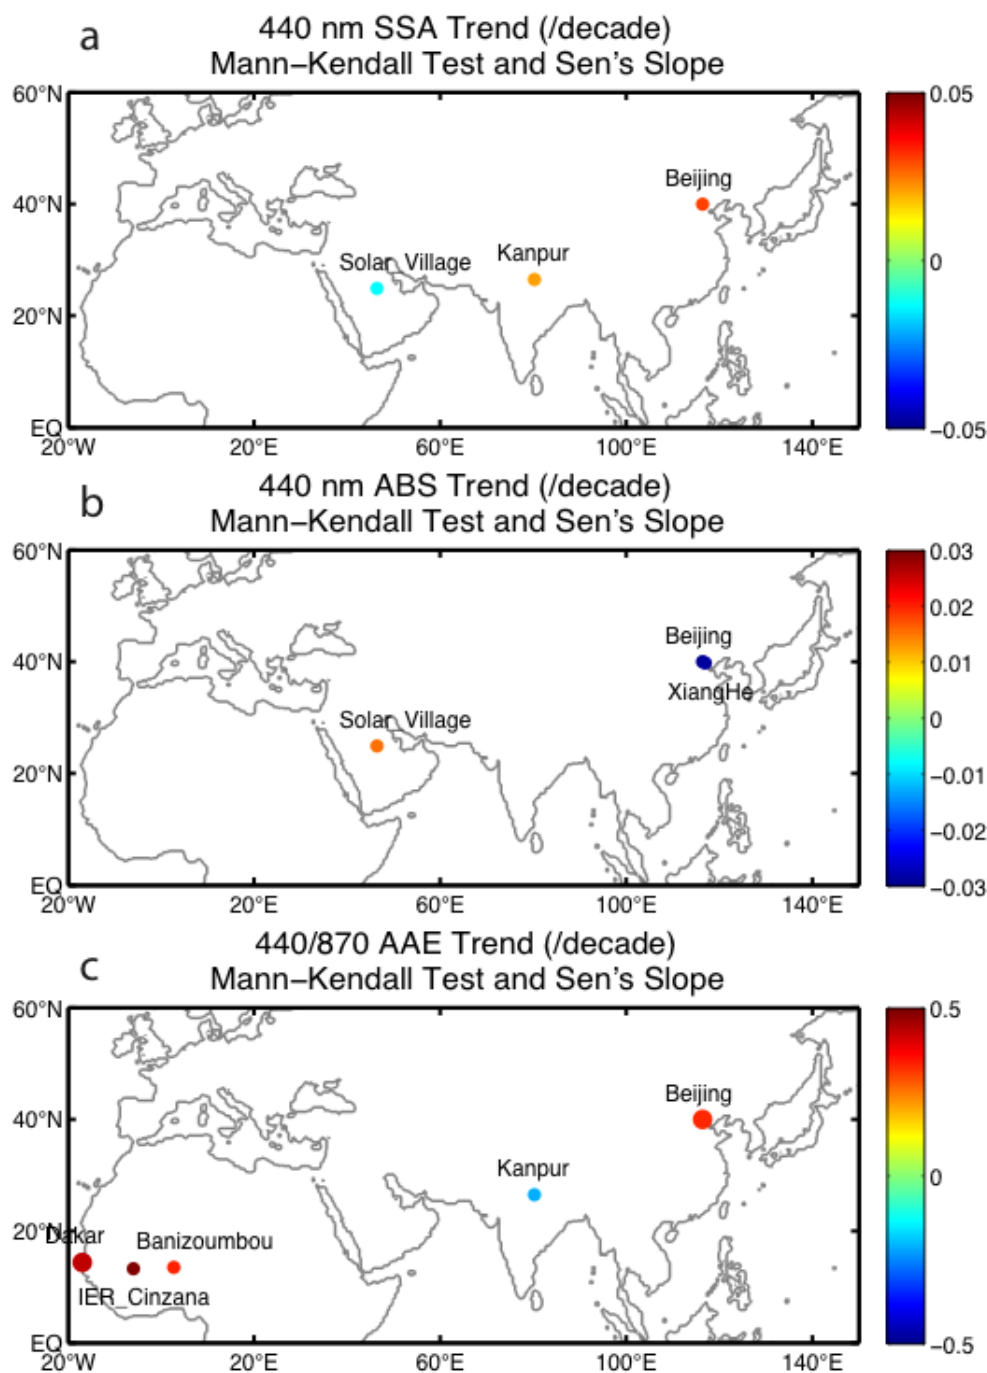 a
440 nm SSA Trend (/decade)
Mann−Kendall Test and Sen's Slope
60°N
40°N
20°N
EQ
20°W
20°E
60°E
100°E
140°E
Beijing
Kanpur
Solar_Village
0.05
0
−0.05
b
440 nm ABS Trend (/decade)
Mann−Kendall Test and Sen's Slope
60°N
40°N
20°N
EQ
20°W
20°E
60°E
100°E
140°E
Beijing
XiangHe
Solar_Village
0.03
0.02
0.01
0
−0.01
−0.02
−0.03
c
440/870 AAE Trend (/decade)
Mann−Kendall Test and Sen's Slope
60°N
40°N
20°N
EQ
20°W
20°E
60°E
100°E
140°E
Beijing
Kanpur
Dakar
Banizoumbou
IER_Cinzana
0.5
0
−0.5